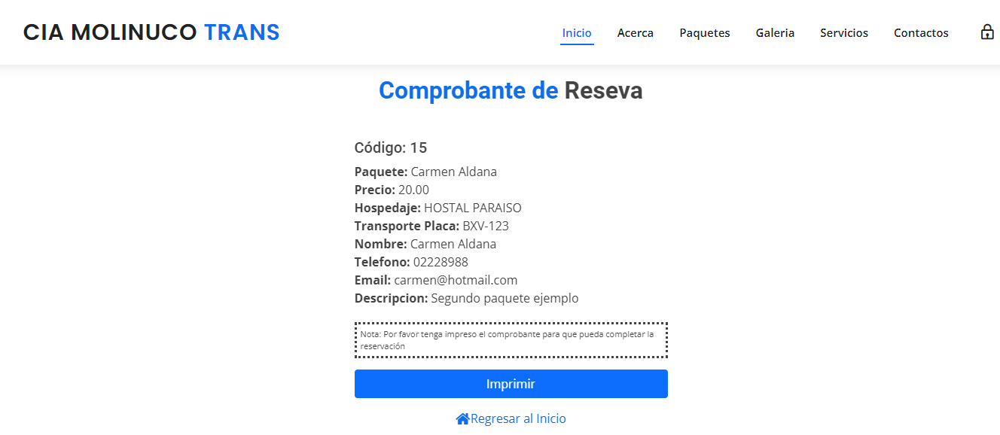 CIA MOLINUCO TRANS
Inicio Acerca Paquetes Galeria Servicios Contactos
Comprobante de Reseva
Código: 15
Paquete: Carmen Aldana
Precio: 20.00
Hospedaje: HOSTAL PARAISO
Transporte Placa: BXV-123
Nombre: Carmen Aldana
Telefono: 02228988
Email: carmen@hotmail.com
Descripcion: Segundo paquete ejemplo
Nota: Por favor tenga impreso el comprobante para que pueda completar la
reservación
Imprimir
Regresar al Inicio